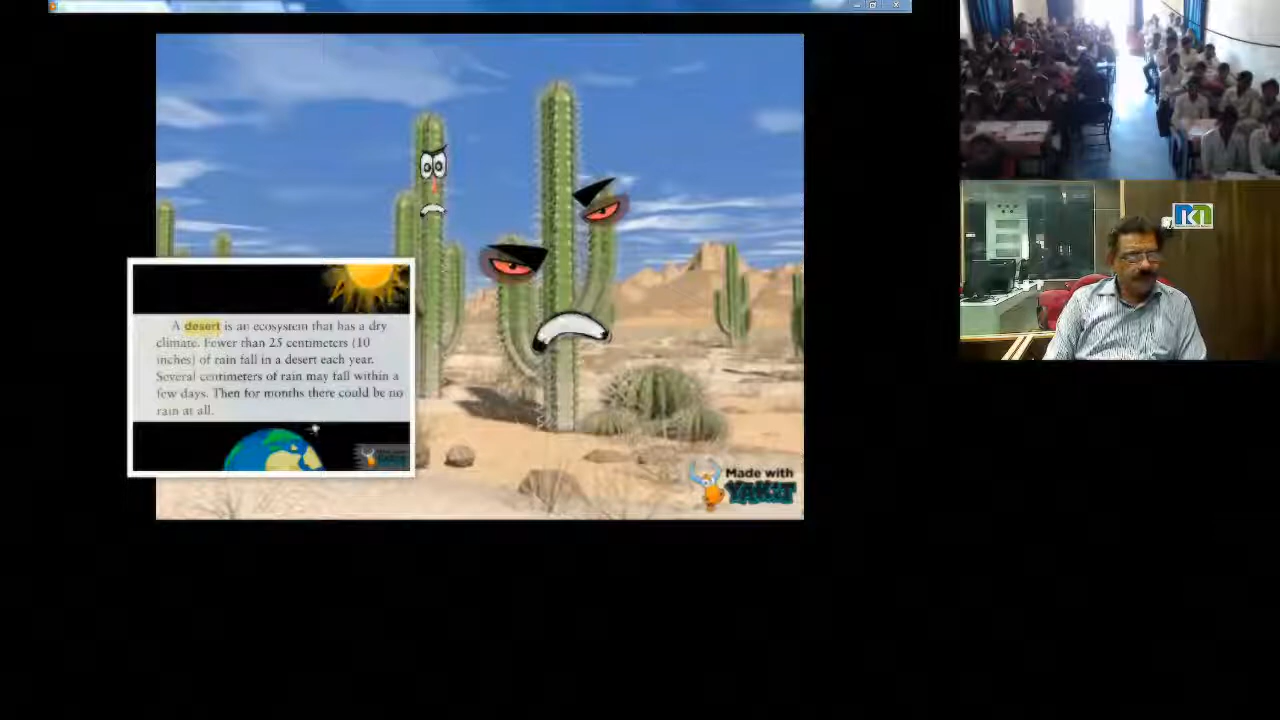 A desert is an ecosystem that has a dry
climate. Fewer than 25 centimeters (10
inches) of rain fall in a desert each year.
Several centimeters of rain may fall within a
few days. Then for months there could be no
rain at all.
Made with
YAKiT